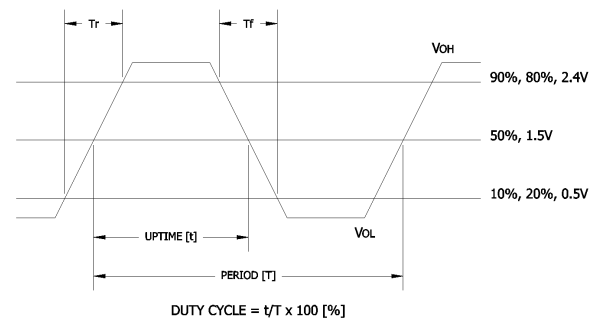 Tr
Tf
VOH
90%, 80%, 2.4V
50%, 1.5V
10%, 20%, 0.5V
UPTIME [t]
VOL
PERIOD [T]
DUTY CYCLE = t/T x 100 [%]